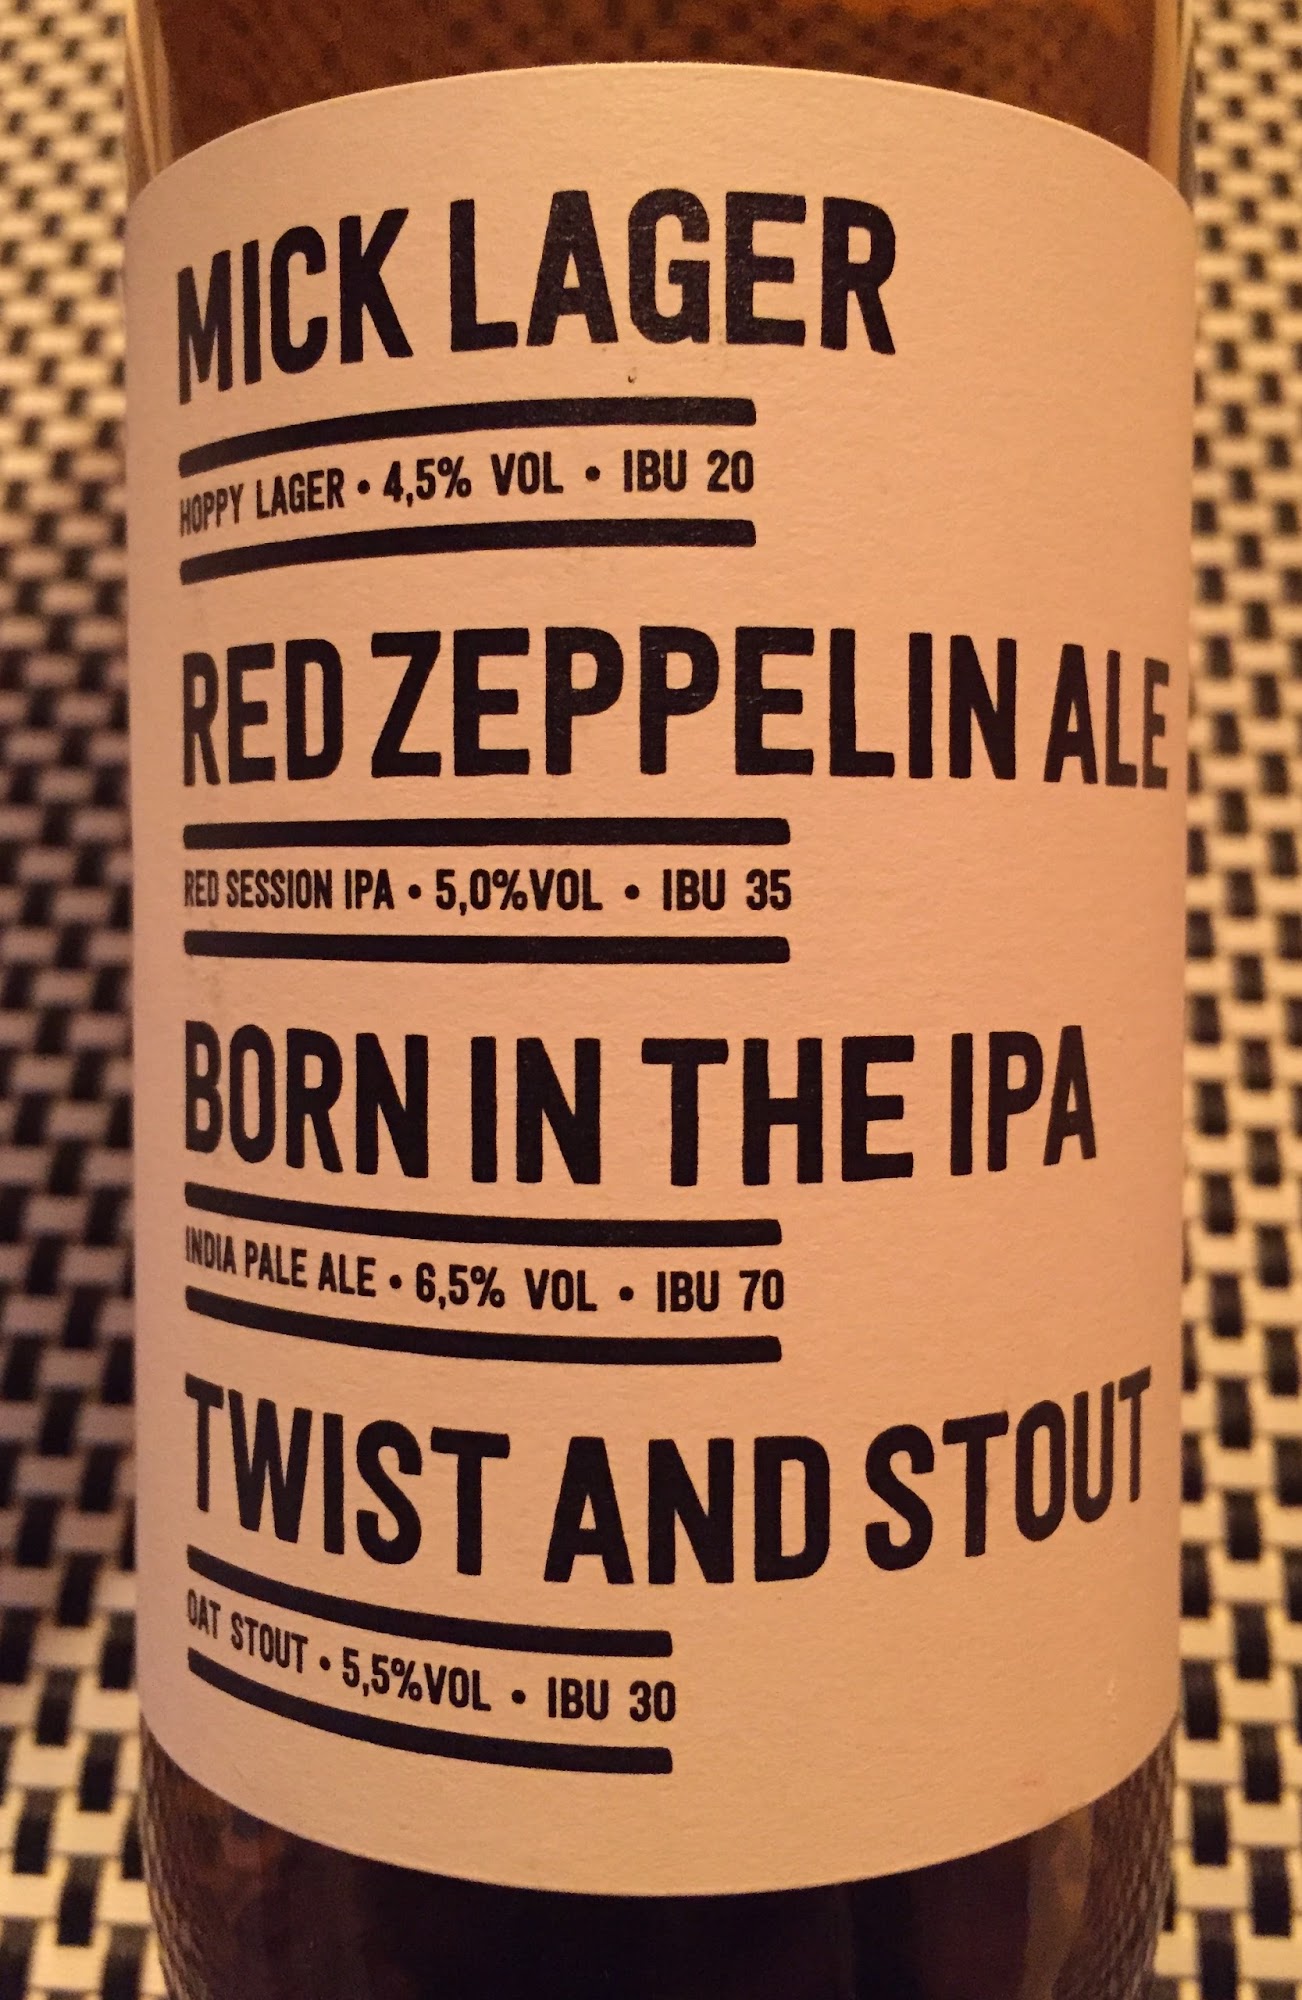 MICK LAGER
HOPPY LAGER • 4,5% VOL • IBU 20
RED ZEPPELIN ALE
RED SESSION IPA • 5,0%VOL • IBU 35
BORN IN THE IPA
INDIA PALE ALE • 6,5% VOL • IBU 70
TWIST AND STOUT
OAT STOUT • 5,5%VOL • IBU 30